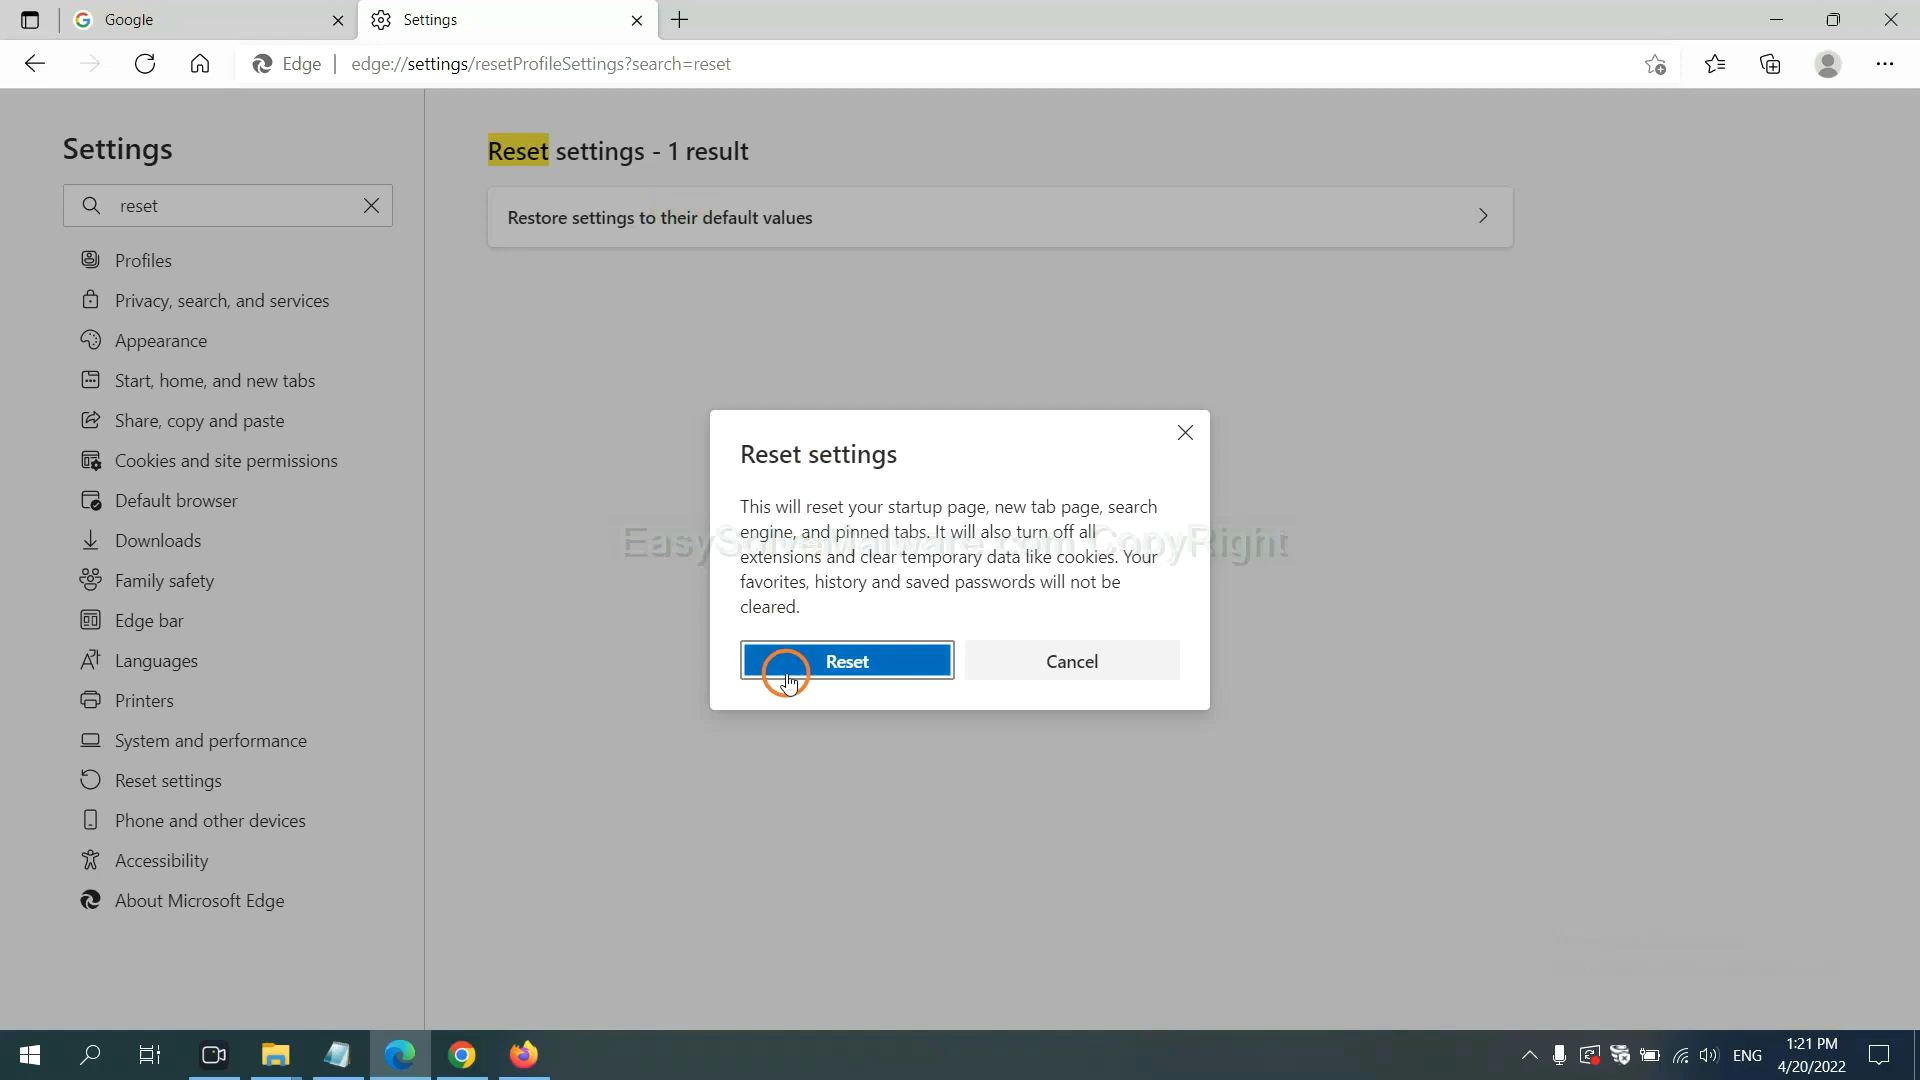 Google
Settings
Edge
edge://settings/resetProfileSettings?search=reset
Settings
reset
Profiles
Privacy, search, and services
Appearance
Start, home, and new tabs
Share, copy and paste
Cookies and site permissions
Default browser
Downloads
Family safety
Edge bar
Languages
Printers
System and performance
Reset settings
Phone and other devices
Accessibility
About Microsoft Edge
Reset settings - 1 result
Restore settings to their default values
Reset settings
This will reset your startup page, new tab page, search
engine, and pinned tabs. It will also turn off all
extensions and clear temporary data like cookies. Your
favorites, history and saved passwords will not be
cleared.
EasySolveMalware.com CopyRight
Reset
Cancel
ENG
1:21 PM
4/20/2022